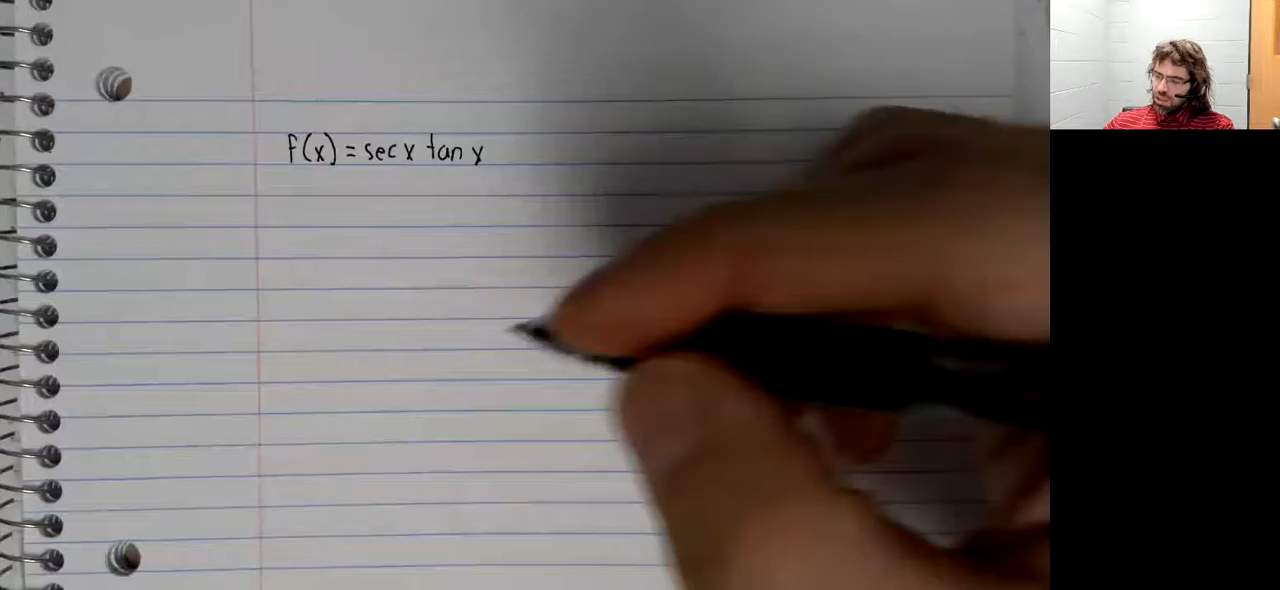 f(x) = sec x tan x